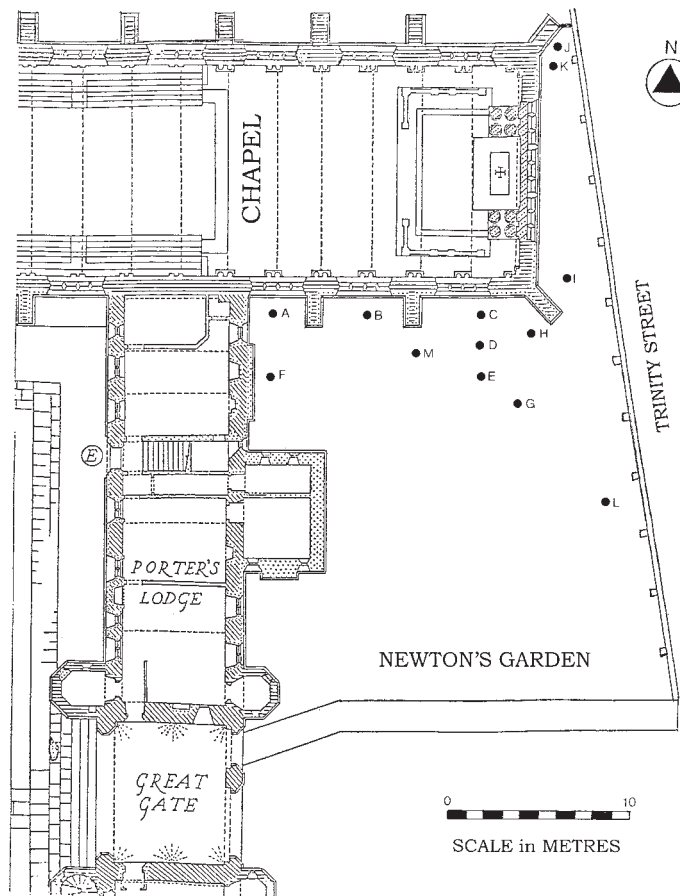 J
K
N
CHAPEL
I
A
B
C
H
D
M
F
E
G
TRINITY STREET
E
L
PORTER'S
LODGE
NEWTON'S GARDEN
GREAT
GATE
0 10
SCALE in METRES